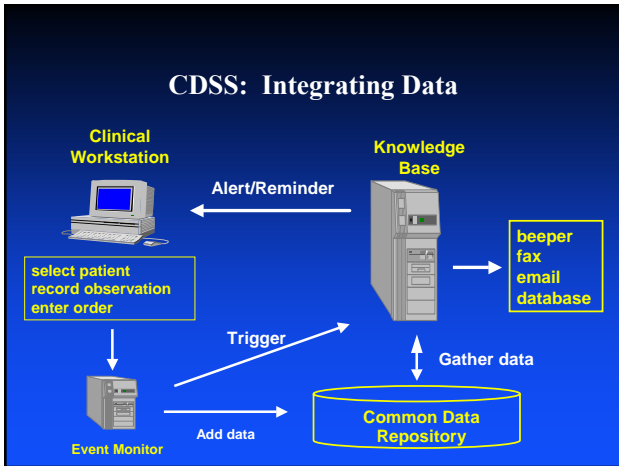 CDSS: Integrating Data
Clinical
Workstation
Knowledge
Base
Alert/Reminder
select patient
record observation
enter order
beeper
fax
email
database
Trigger
Gather data
Event Monitor
Add data
Common Data
Repository